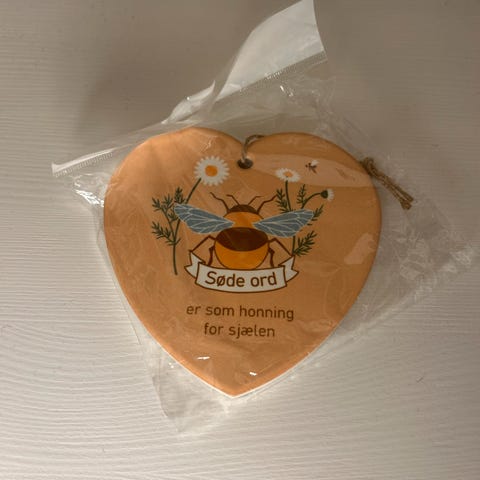 Søde ord
er som honning
for sjælen